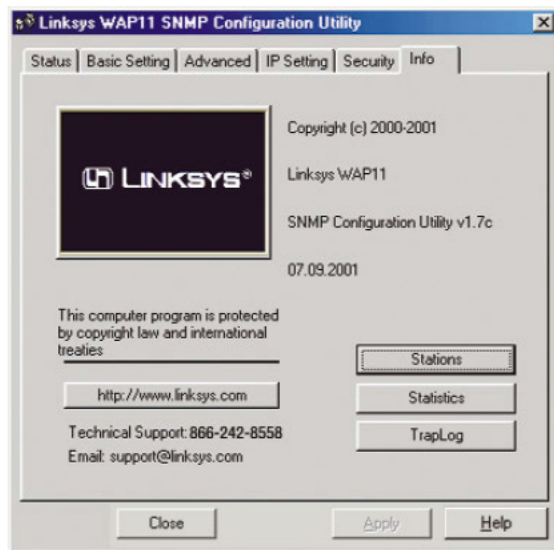 Linksys WAP11 SNMP Configuration Utility
Status Basic Setting Advanced IP Setting Security Info
LINKSYS®
Copyright (c) 2000-2001
Linksys WAP11
SNMP Configuration Utility v1.7c
07.09.2001
This computer program is protected
by copyright law and international
treaties
http://www.linksys.com
Technical Support: 866-242-8558
Email: support@linksys.com
Stations
Statistics
TrapLog
Close Apply Help